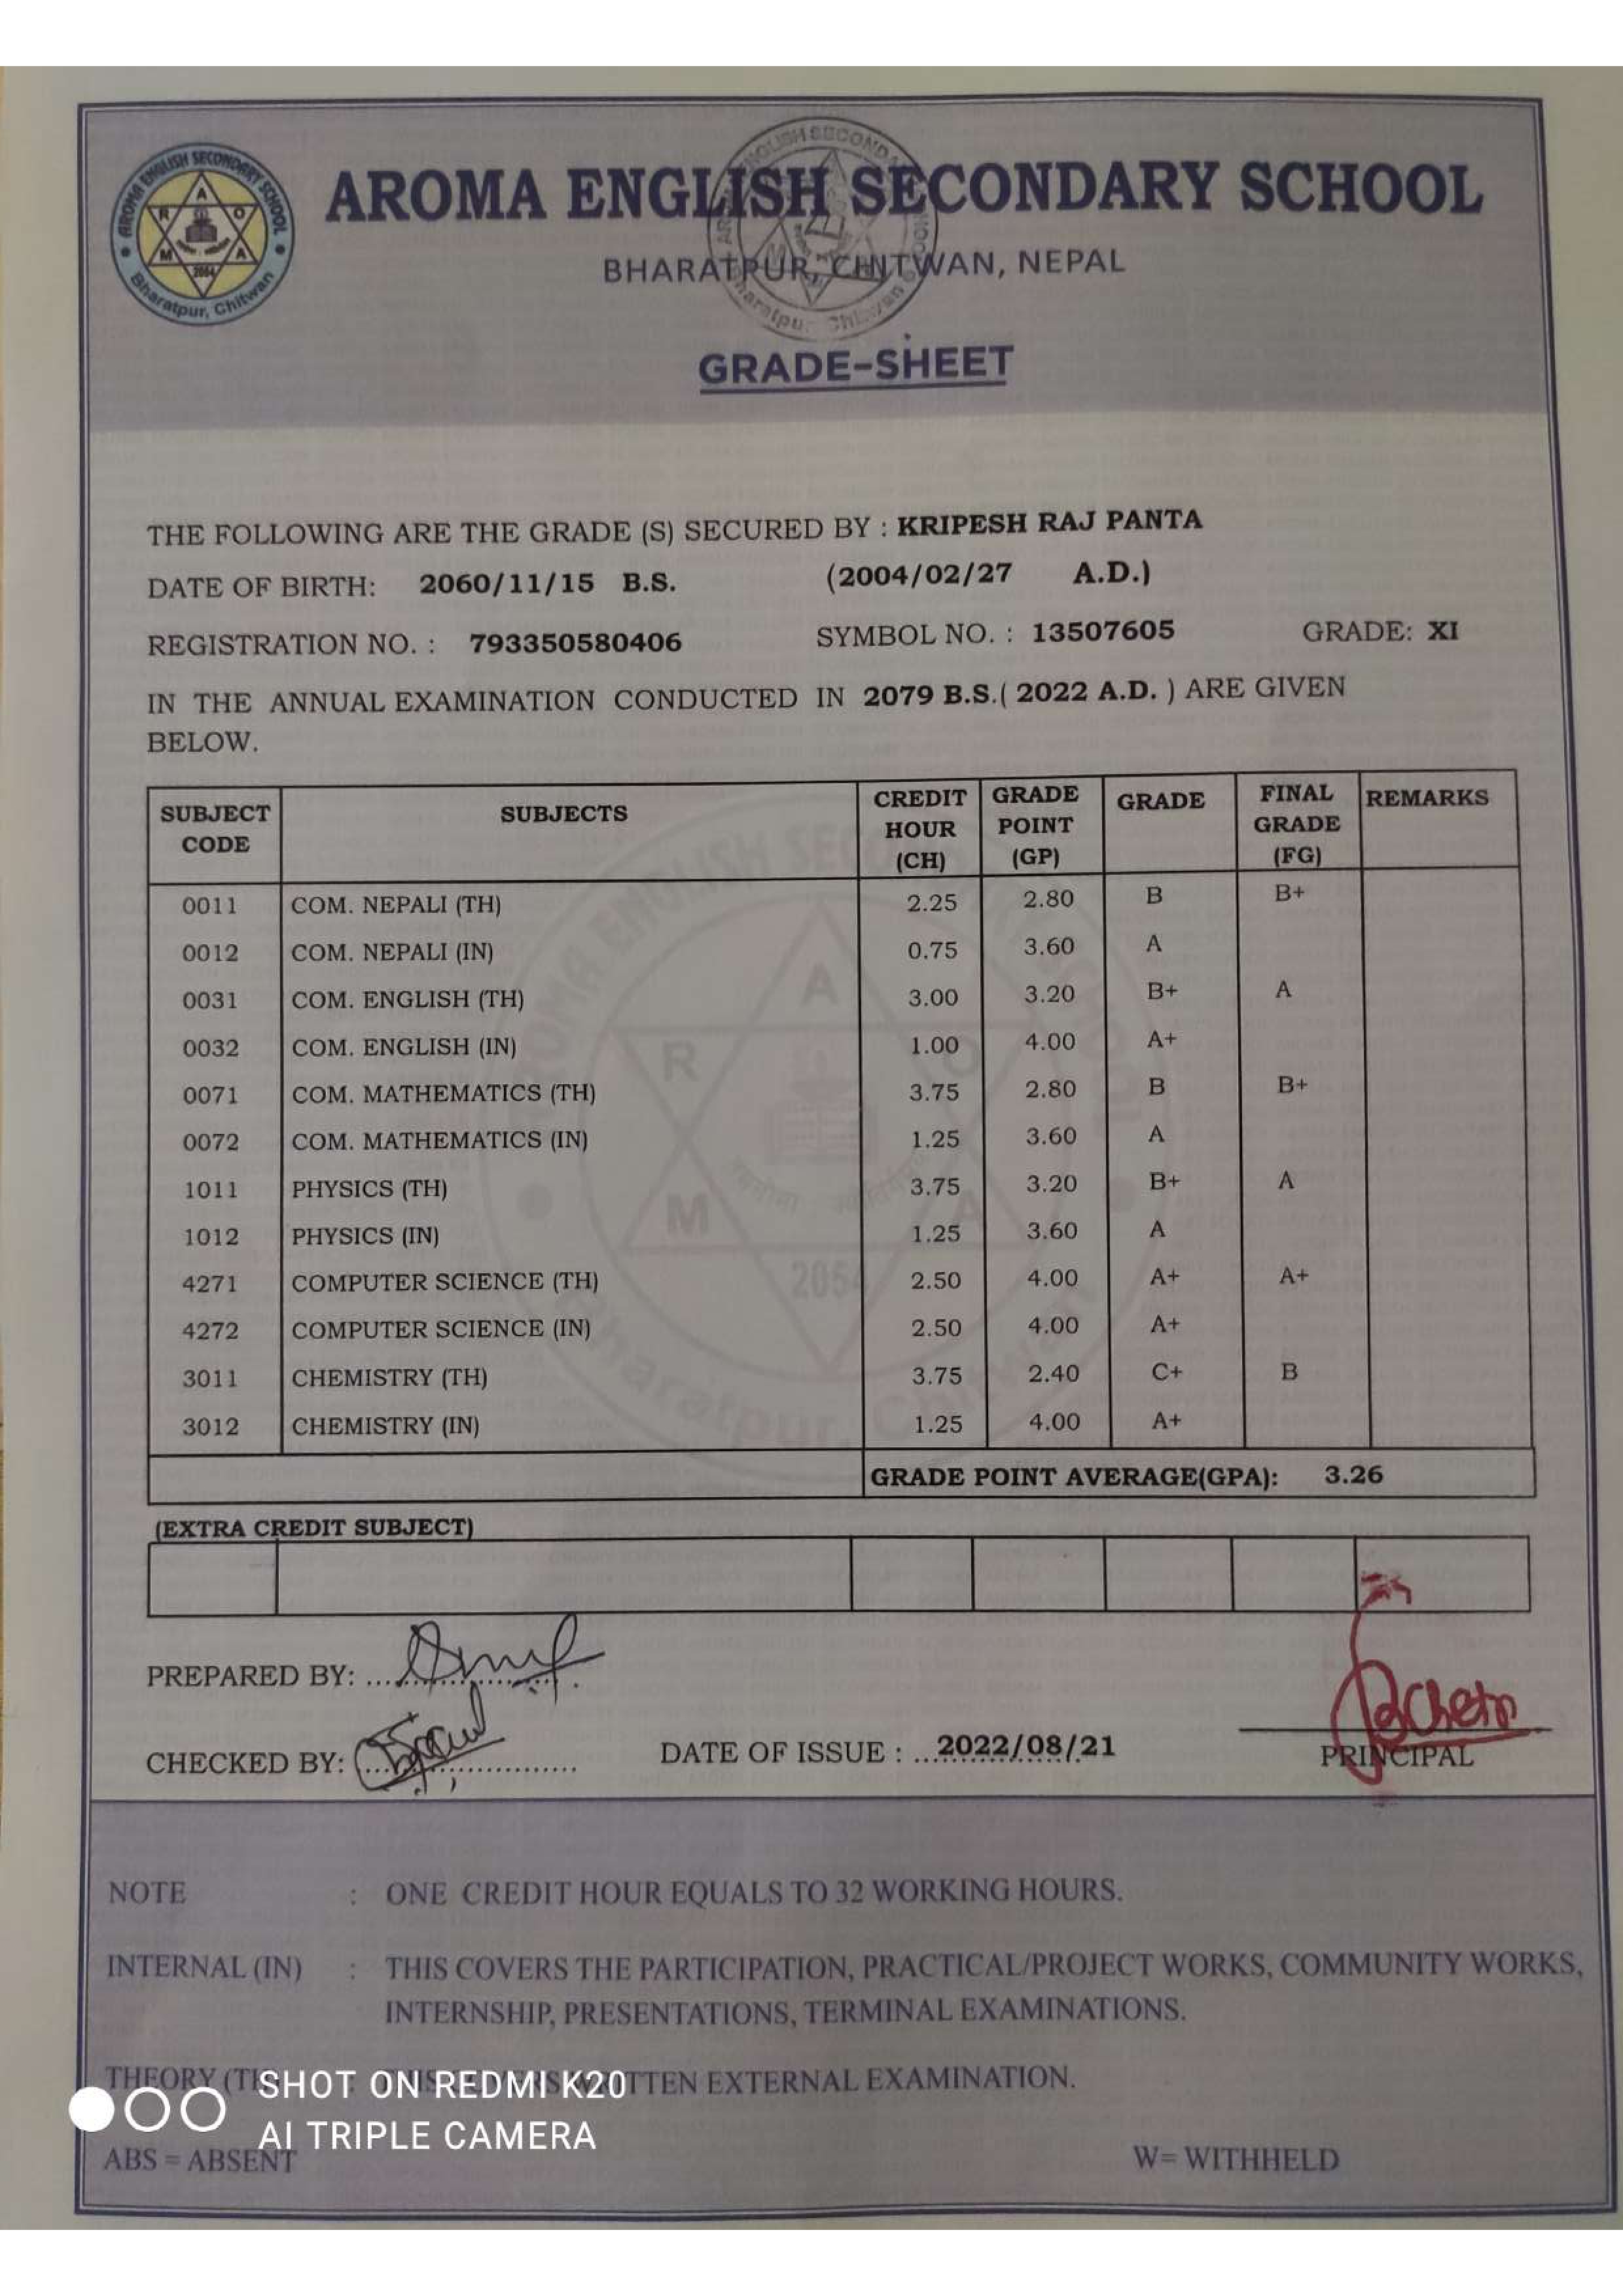 AROMA ENGLISH SECONDARY SCHOOL
A
R O
M A
2054
Bharatpur, Chitwan
AROMA ENGLISH SECONDARY SCHOOL
BHARATPUR, CHITWAN, NEPAL
GRADE-SHEET
THE FOLLOWING ARE THE GRADE (S) SECURED BY : KRIPESH RAJ PANTA
DATE OF BIRTH: 2060/11/15 B.S. (2004/02/27 A.D.)
REGISTRATION NO. : 793350580406 SYMBOL NO. : 13507605 GRADE: XI
IN THE ANNUAL EXAMINATION CONDUCTED IN 2079 B.S.( 2022 A.D. ) ARE GIVEN
BELOW.
SUBJECT CODE SUBJECTS CREDIT HOUR (CH) GRADE POINT (GP) GRADE FINAL GRADE (FG) REMARKS
0011 COM. NEPALI (TH) 2.25 2.80 B B+
0012 COM. NEPALI (IN) 0.75 3.60 A
0031 COM. ENGLISH (TH) 3.00 3.20 B+ A
0032 COM. ENGLISH (IN) 1.00 4.00 A+
0071 COM. MATHEMATICS (TH) 3.75 2.80 B B+
0072 COM. MATHEMATICS (IN) 1.25 3.60 A
1011 PHYSICS (TH) 3.75 3.20 B+ A
1012 PHYSICS (IN) 1.25 3.60 A
4271 COMPUTER SCIENCE (TH) 2.50 4.00 A+ A+
4272 COMPUTER SCIENCE (IN) 2.50 4.00 A+
3011 CHEMISTRY (TH) 3.75 2.40 C+ B
3012 CHEMISTRY (IN) 1.25 4.00 A+
GRADE POINT AVERAGE(GPA): 3.26
(EXTRA CREDIT SUBJECT)
PREPARED BY:
CHECKED BY: DATE OF ISSUE : 2022/08/21 PRINCIPAL
NOTE : ONE CREDIT HOUR EQUALS TO 32 WORKING HOURS.
INTERNAL (IN) : THIS COVERS THE PARTICIPATION, PRACTICAL/PROJECT WORKS, COMMUNITY WORKS,
INTERNSHIP, PRESENTATIONS, TERMINAL EXAMINATIONS.
THEORY WRITTEN EXTERNAL EXAMINATION.
SHOT ON REDMI K20
AI TRIPLE CAMERA
ABS = ABSENT W= WITHHELD